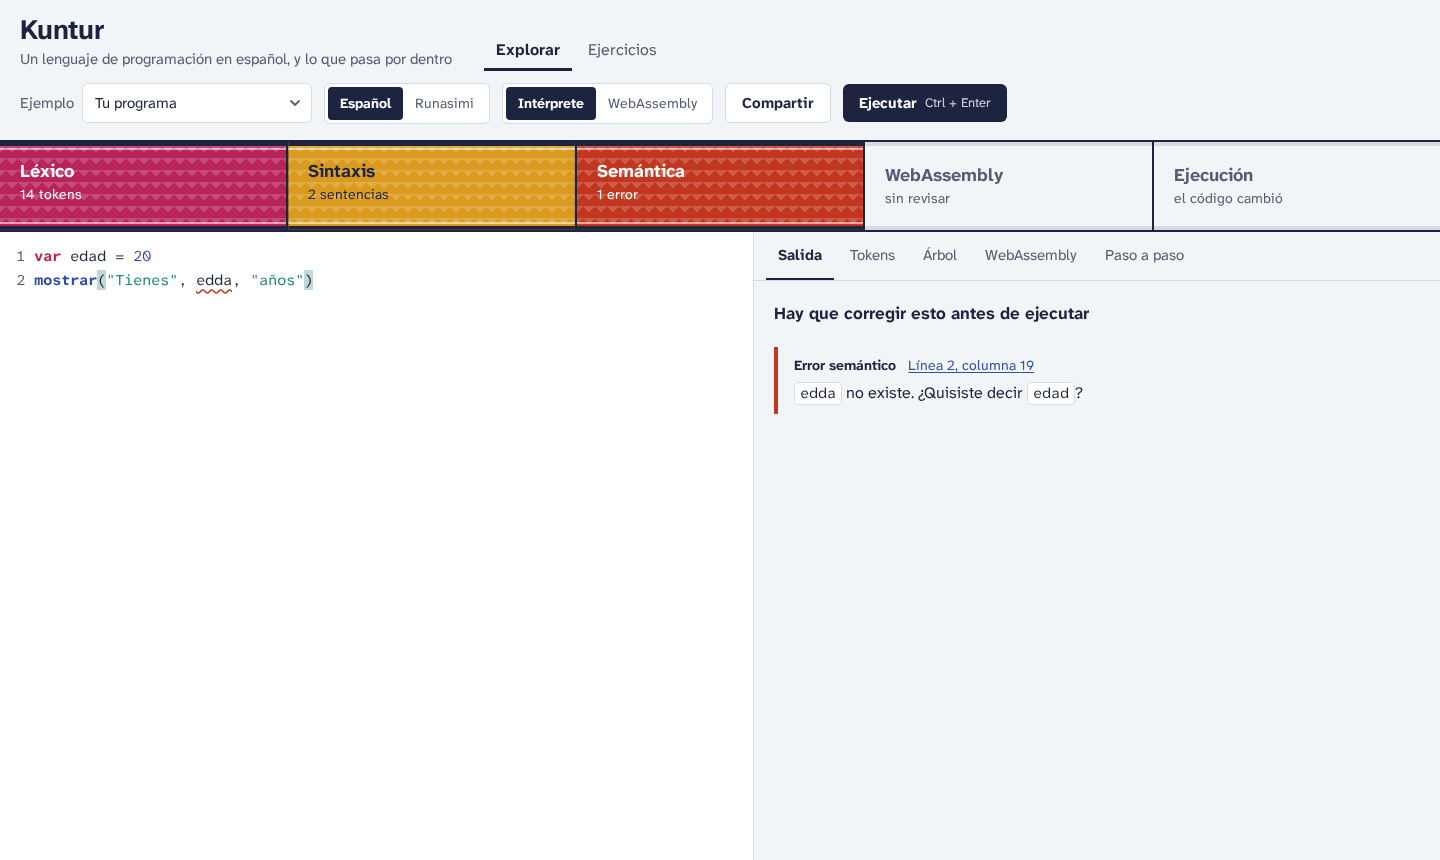 Kuntur
Un lenguaje de programación en español, y lo que pasa por dentro
Explorar
Ejercicios
Ejemplo
Tu programa
Español
Runasimi
Intérprete
WebAssembly
Compartir
Ejecutar Ctrl + Enter
Léxico
14 tokens
Sintaxis
2 sentencias
Semántica
1 error
WebAssembly
sin revisar
Ejecución
el código cambió
1 var edad = 20
2 mostrar("Tienes", edda, "años")
Salida
Tokens
Árbol
WebAssembly
Paso a paso
Hay que corregir esto antes de ejecutar
Error semántico Línea 2, columna 19
edda no existe. ¿Quisiste decir edad?